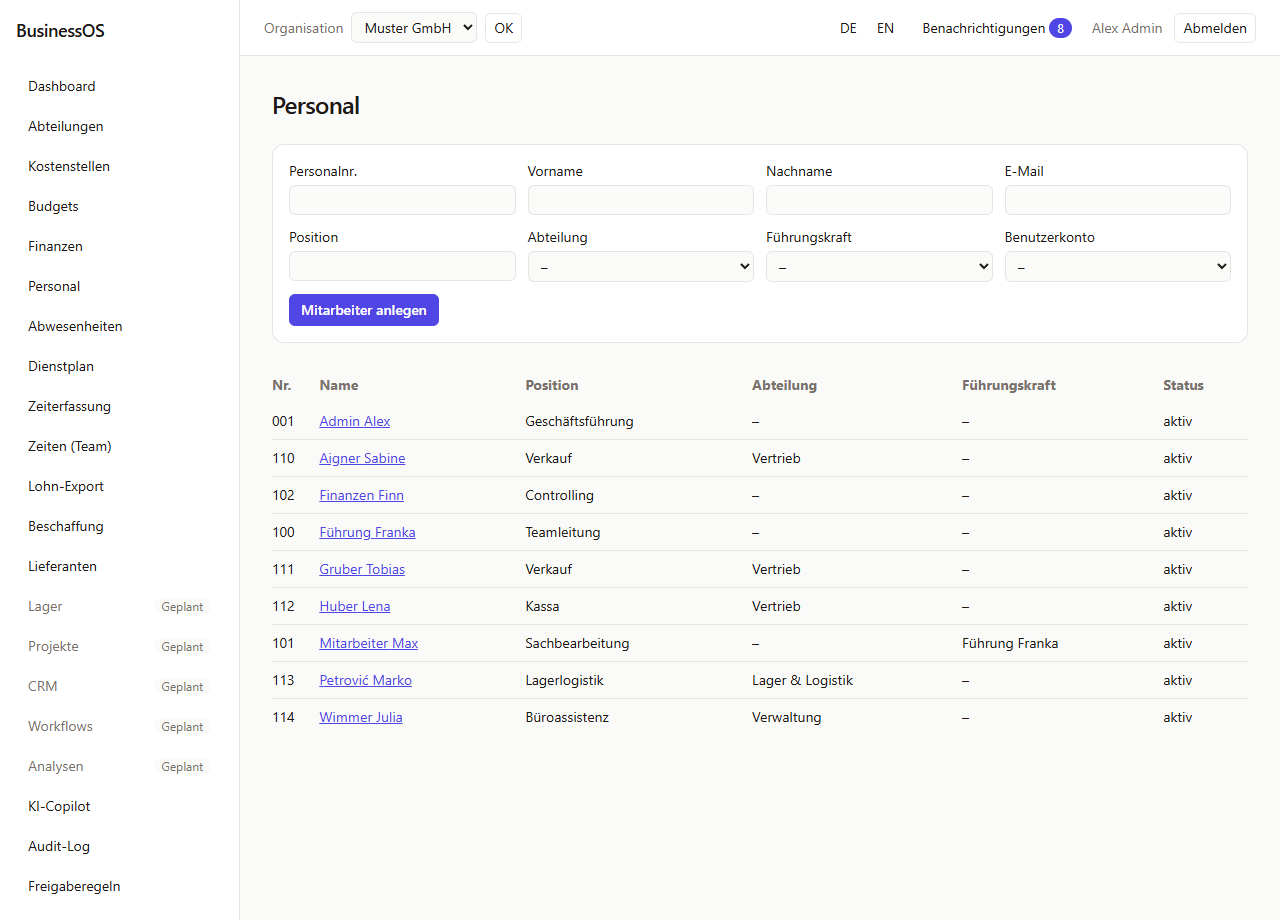 BusinessOS
Organisation Muster GmbH OK DE EN Benachrichtigungen 8 Alex Admin Abmelden
Dashboard
Abteilungen
Kostenstellen
Budgets
Finanzen
Personal
Abwesenheiten
Dienstplan
Zeiterfassung
Zeiten (Team)
Lohn-Export
Beschaffung
Lieferanten
Lager Geplant
Projekte Geplant
CRM Geplant
Workflows Geplant
Analysen Geplant
KI-Copilot
Audit-Log
Freigaberegeln
Personal
Personalnr. Vorname Nachname E-Mail
Position Abteilung Führungskraft Benutzerkonto
– – –
Mitarbeiter anlegen
Nr. Name Position Abteilung Führungskraft Status
001 Admin Alex Geschäftsführung – – aktiv
110 Aigner Sabine Verkauf Vertrieb – aktiv
102 Finanzen Finn Controlling – – aktiv
100 Führung Franka Teamleitung – – aktiv
111 Gruber Tobias Verkauf Vertrieb – aktiv
112 Huber Lena Kassa Vertrieb – aktiv
101 Mitarbeiter Max Sachbearbeitung – Führung Franka aktiv
113 Petrović Marko Lagerlogistik Lager & Logistik – aktiv
114 Wimmer Julia Büroassistenz Verwaltung – aktiv